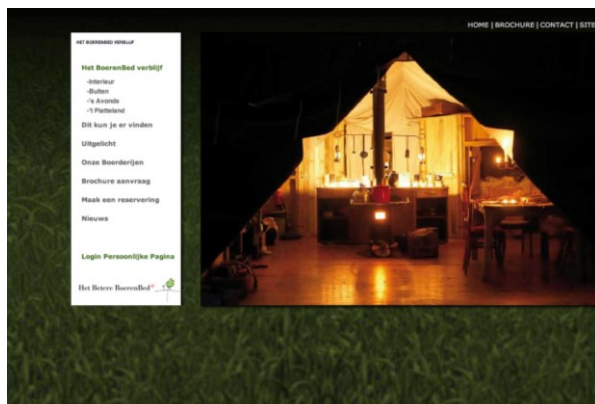 HOME | BROCHURE | CONTACT | SITE
HET BOERENBED VERBLIJF
Het BoerenBed verblijf
-Interieur
-Buiten
-'s Avonds
-'t Platteland
Dit kun je er vinden
Uitgelicht
Onze Boerderijen
Brochure aanvraag
Maak een reservering
Nieuws
Login Persoonlijke Pagina
Het Betere BoerenBed